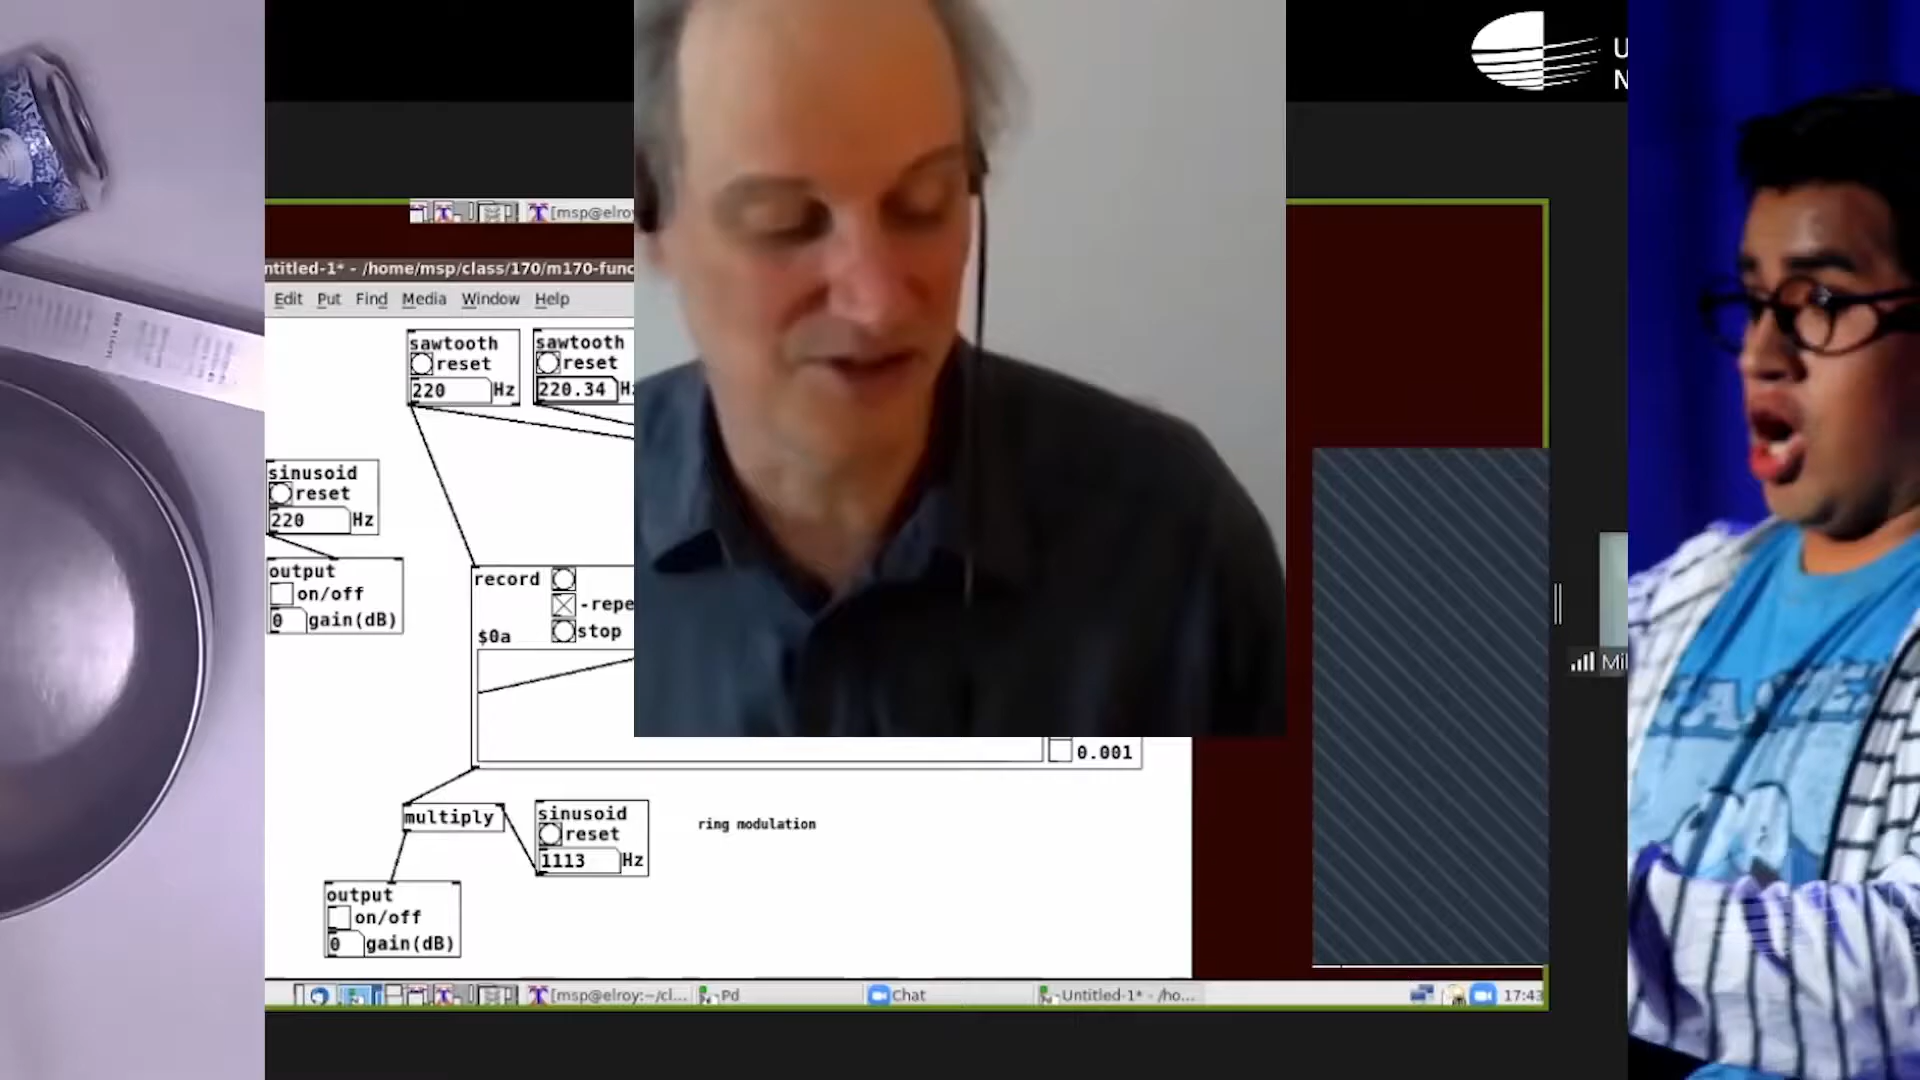 U
N
[msp@elroy
ntitled-1* - /home/msp/class/170/m170-func
Edit Put Find Media Window Help
sawtooth
reset
220 Hz
sawtooth
reset
220.34 H
sinusoid
reset
220 Hz
output
on/off
0 gain(dB)
record
-repe
stop
$0a
0.001
multiply
sinusoid
reset
1113 Hz
ring modulation
output
on/off
0 gain(dB)
Mil
[msp@elroy:~/cl... Pd Chat Untitled-1* - /ho... 17:43